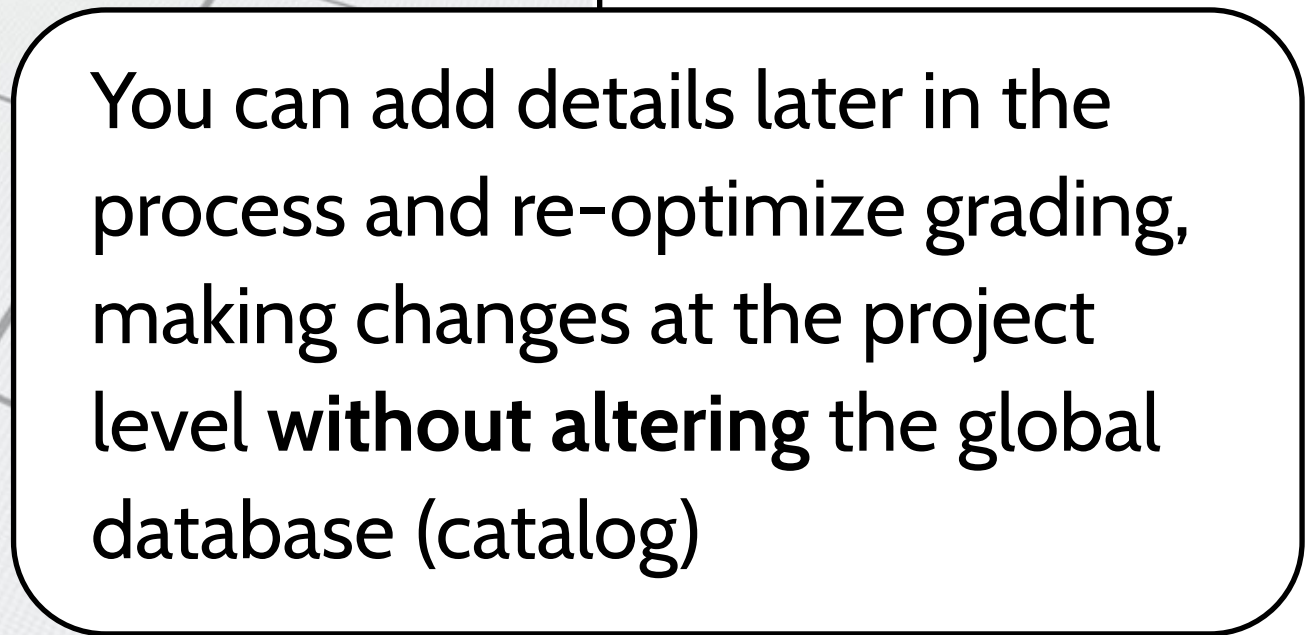 You can add details later in the
process and re-optimize grading,
making changes at the project
level without altering the global
database (catalog)